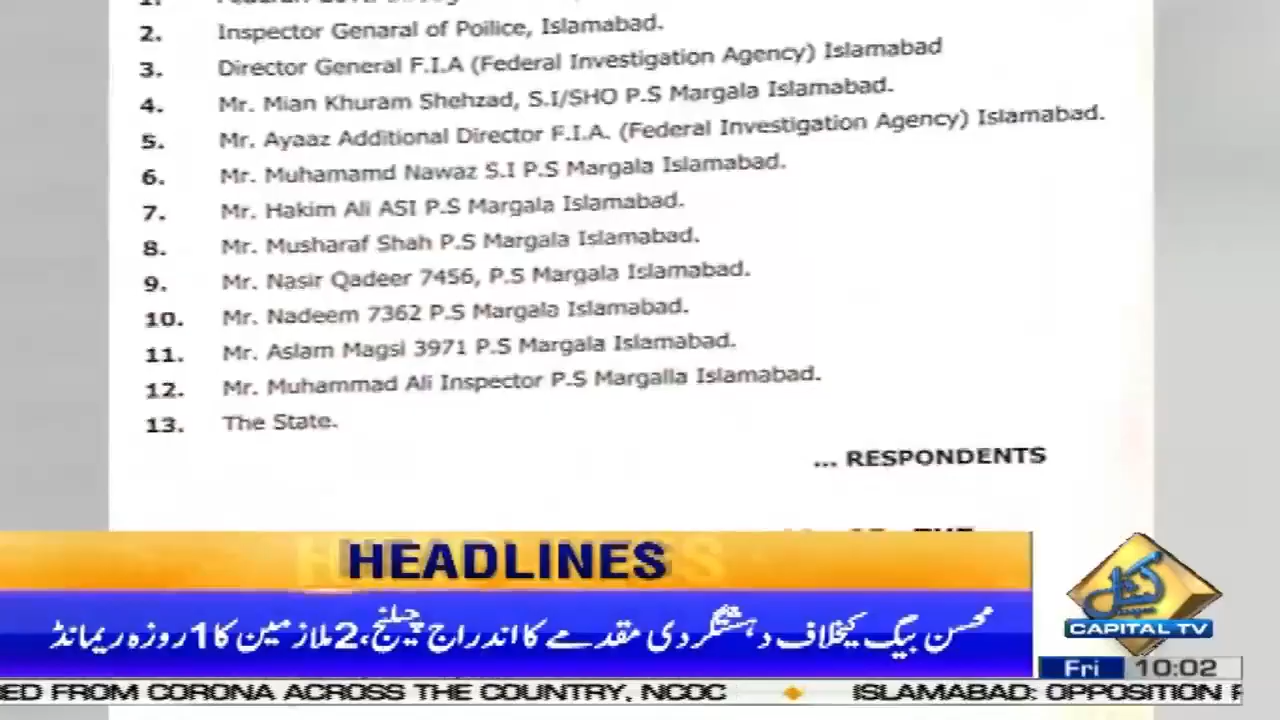 2. Inspector Genaral of Poilice, Islamabad.
3. Director General F.I.A (Federal Investigation Agency) Islamabad
4. Mr. Mian Khuram Shehzad, S.I/SHO P.S Margala Islamabad.
5. Mr. Ayaaz Additional Director F.I.A. (Federal Investigation Agency) Islamabad.
6. Mr. Muhamamd Nawaz S.I P.S Margala Islamabad.
7. Mr. Hakim Ali ASI P.S Margala Islamabad.
8. Mr. Musharaf Shah P.S Margala Islamabad.
9. Mr. Nasir Qadeer 7456, P.S Margala Islamabad.
10. Mr. Nadeem 7362 P.S Margala Islamabad.
11. Mr. Aslam Magsi 3971 P.S Margala Islamabad.
12. Mr. Muhammad Ali Inspector P.S Margalla Islamabad.
13. The State.
... RESPONDENTS
HEADLINES
محسن بیگ کیخلاف دہشتگردی مقدمے کا اندراج چیلنج، 2 ملازمین کا 1 روزہ ریمانڈ
کیپیٹل
CAPITAL TV
Fri 10:02
ED FROM CORONA ACROSS THE COUNTRY, NCOC ISLAMABAD: OPPOSITION